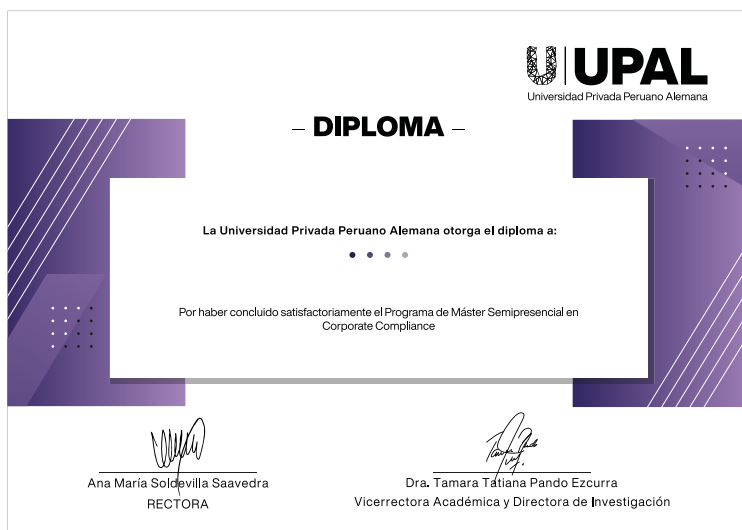 UPAL
Universidad Privada Peruano Alemana
– DIPLOMA –
La Universidad Privada Peruano Alemana otorga el diploma a:
Por haber concluido satisfactoriamente el Programa de Máster Semipresencial en
Corporate Compliance
Ana María Soldevilla Saavedra
RECTORA
Dra. Tamara Tatiana Pando Ezcurra
Vicerrectora Académica y Directora de Investigación